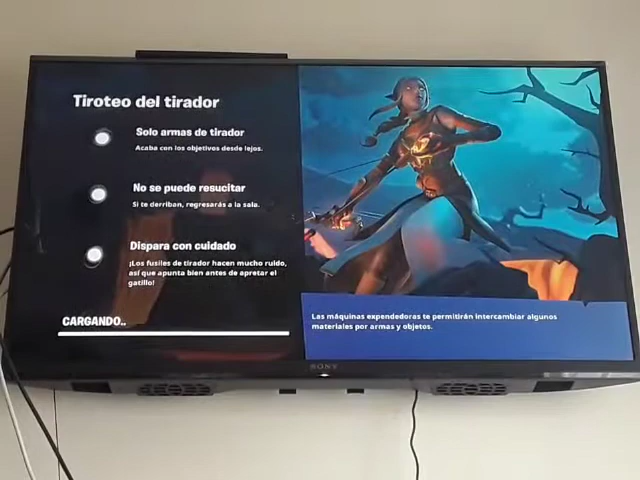 Tiroteo del tirador
Solo armas de tirador
Acaba con los objetivos desde lejos.
No se puede resucitar
Si te derriban, regresarás a la sala.
Dispara con cuidado
¡Los fusiles de tirador hacen mucho ruido,
así que apunta bien antes de apretar el
gatillo!
CARGANDO..
Las máquinas expendedoras te permitirán intercambiar algunos
materiales por armas y objetos.
SONY